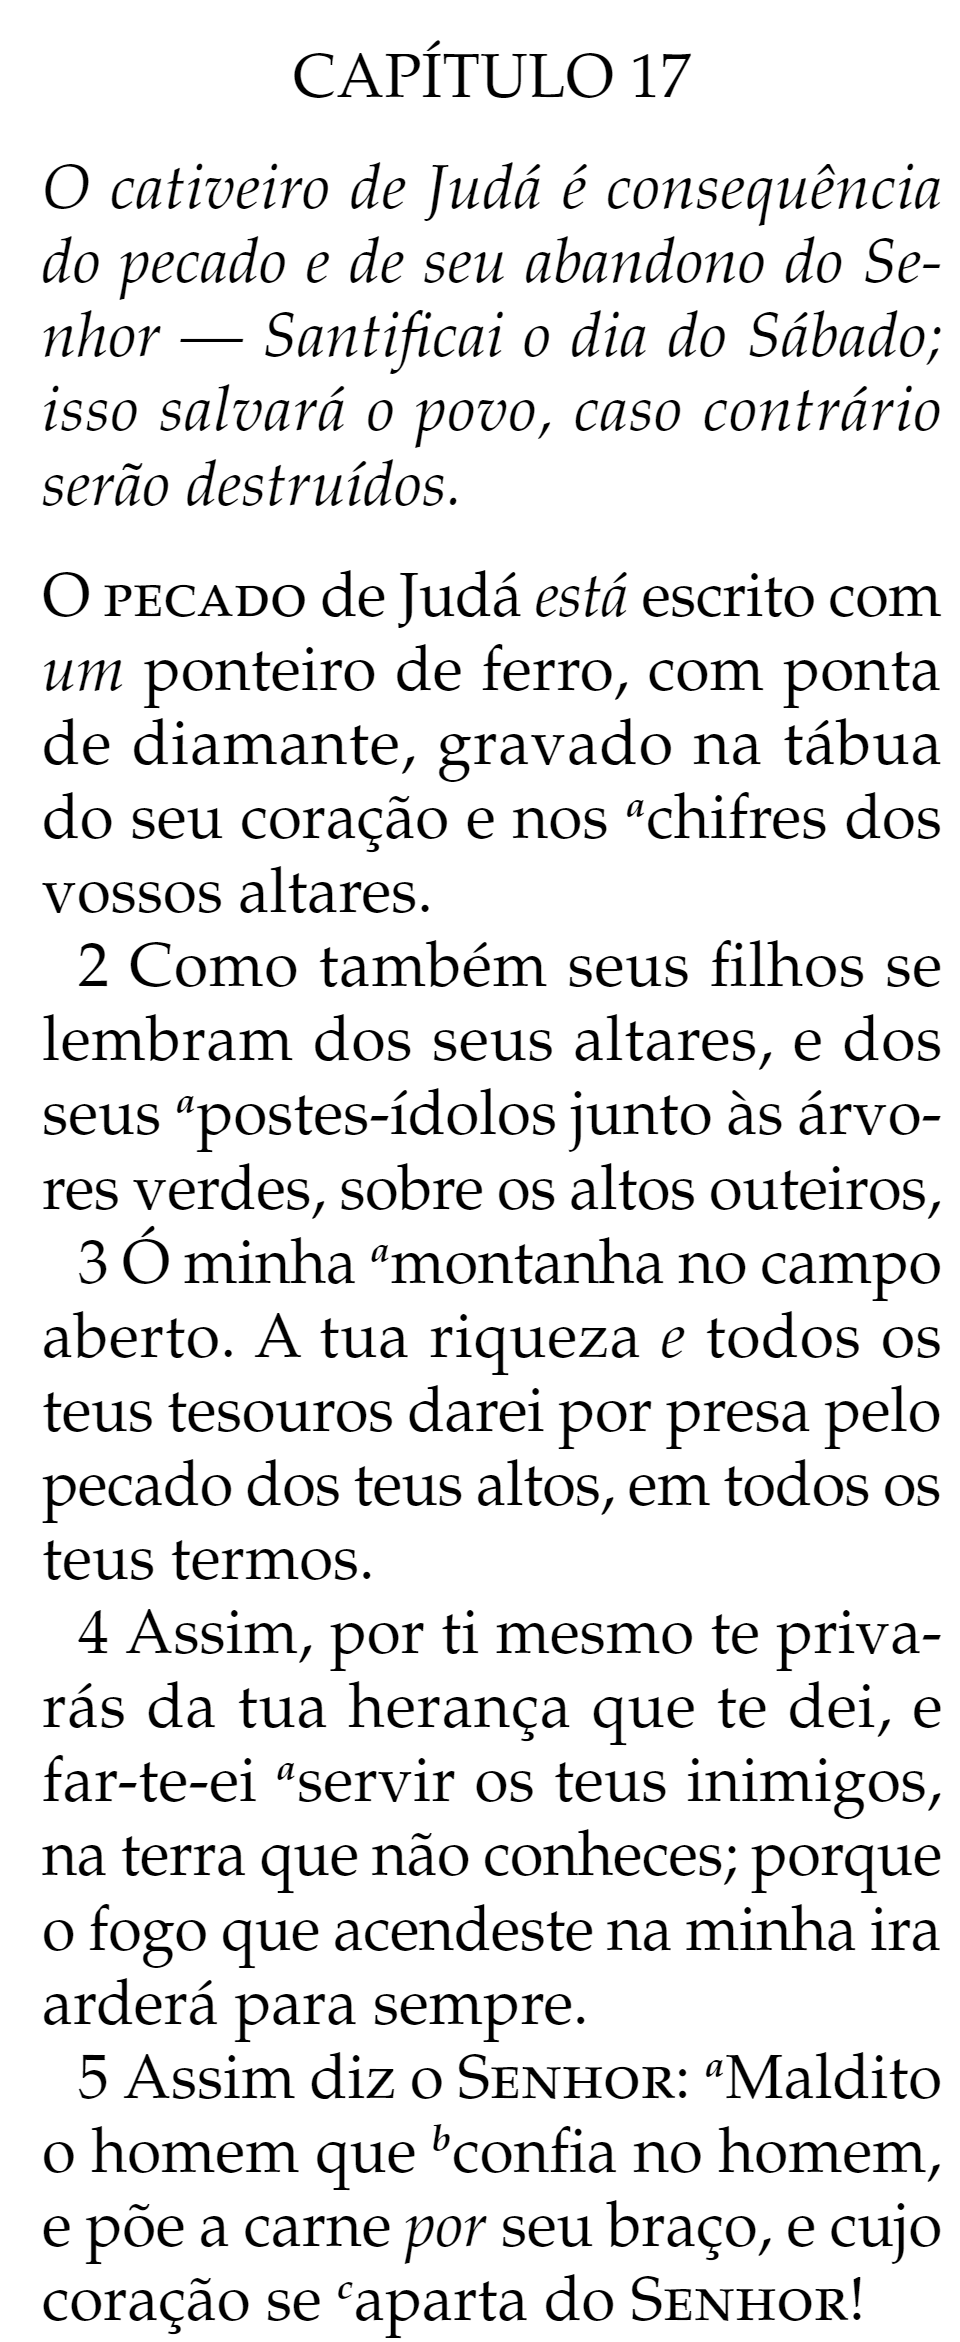 CAPÍTULO 17
O cativeiro de Judá é consequência
do pecado e de seu abandono do Se-
nhor — Santificai o dia do Sábado;
isso salvará o povo, caso contrário
serão destruídos.
O PECADO de Judá está escrito com
um ponteiro de ferro, com ponta
de diamante, gravado na tábua
do seu coração e nos achifres dos
vossos altares.
2 Como também seus filhos se
lembram dos seus altares, e dos
seus apostes-ídolos junto às árvo-
res verdes, sobre os altos outeiros,
3 Ó minha amontanha no campo
aberto. A tua riqueza e todos os
teus tesouros darei por presa pelo
pecado dos teus altos, em todos os
teus termos.
4 Assim, por ti mesmo te priva-
rás da tua herança que te dei, e
far-te-ei aservir os teus inimigos,
na terra que não conheces; porque
o fogo que acendeste na minha ira
arderá para sempre.
5 Assim diz o SENHOR: aMaldito
o homem que bconfia no homem,
e põe a carne por seu braço, e cujo
coração se caparta do SENHOR!